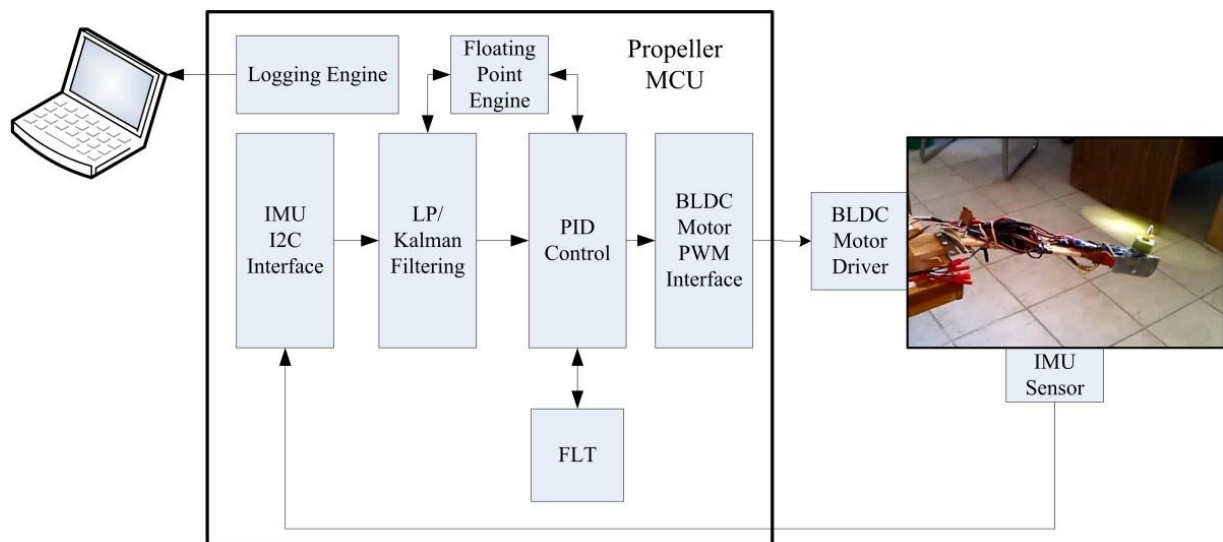 Logging Engine
Floating
Point
Engine
Propeller
MCU
IMU
I2C
Interface
LP/
Kalman
Filtering
PID
Control
BLDC
Motor
PWM
Interface
BLDC
Motor
Driver
IMU
Sensor
FLT